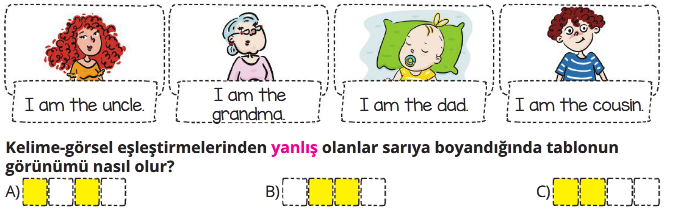 I am the uncle.
I am the
grandma.
I am the dad.
I am the cousin.
Kelime-görsel eşleştirmelerinden yanlış olanlar sarıya boyandığında tablonun
görünümü nasıl olur?
A) B) C)